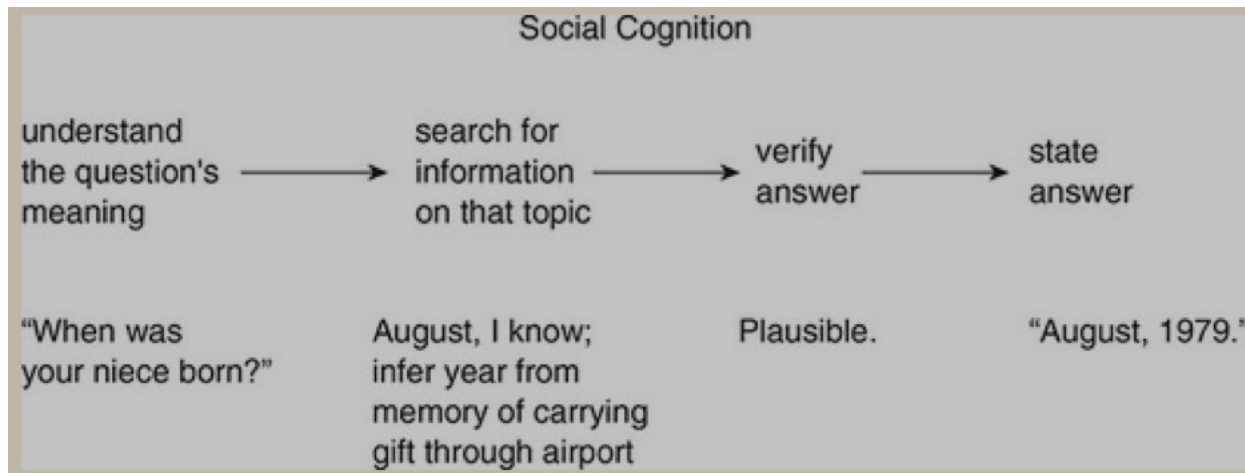 Social Cognition
understand
the question's
meaning
search for
information
on that topic
verify
answer
state
answer
“When was
your niece born?”
August, I know;
infer year from
memory of carrying
gift through airport
Plausible.
“August, 1979.”